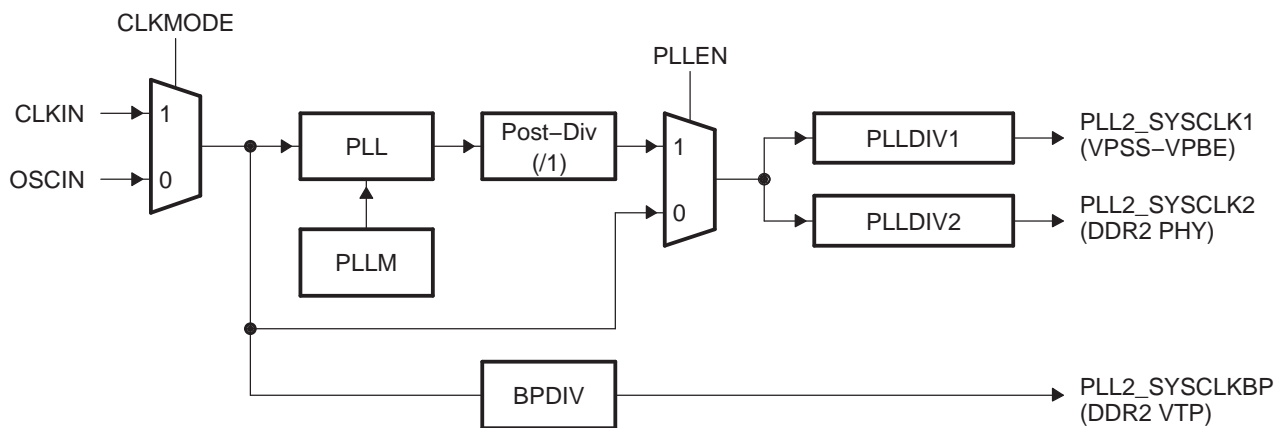 CLKMODE
PLLEN
CLKIN
1
OSCIN
0
PLL
Post–Div
(/1)
PLLM
1
0
PLLDIV1
PLL2_SYSCLK1
(VPSS–VPBE)
PLLDIV2
PLL2_SYSCLK2
(DDR2 PHY)
BPDIV
PLL2_SYSCLKBP
(DDR2 VTP)